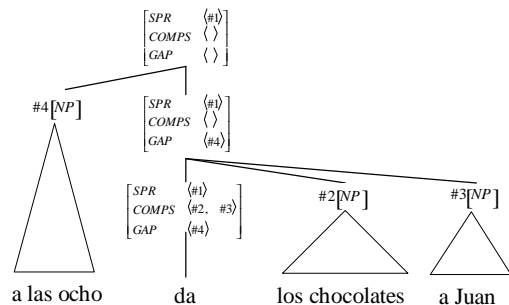 SPR ⟨#1⟩
COMPS ⟨ ⟩
GAP ⟨ ⟩
#4[NP]
SPR ⟨#1⟩
COMPS ⟨ ⟩
GAP ⟨#4⟩
SPR ⟨#1⟩
COMPS ⟨#2, #3⟩
GAP ⟨#4⟩
#2[NP] #3[NP]
a las ocho da los chocolates a Juan